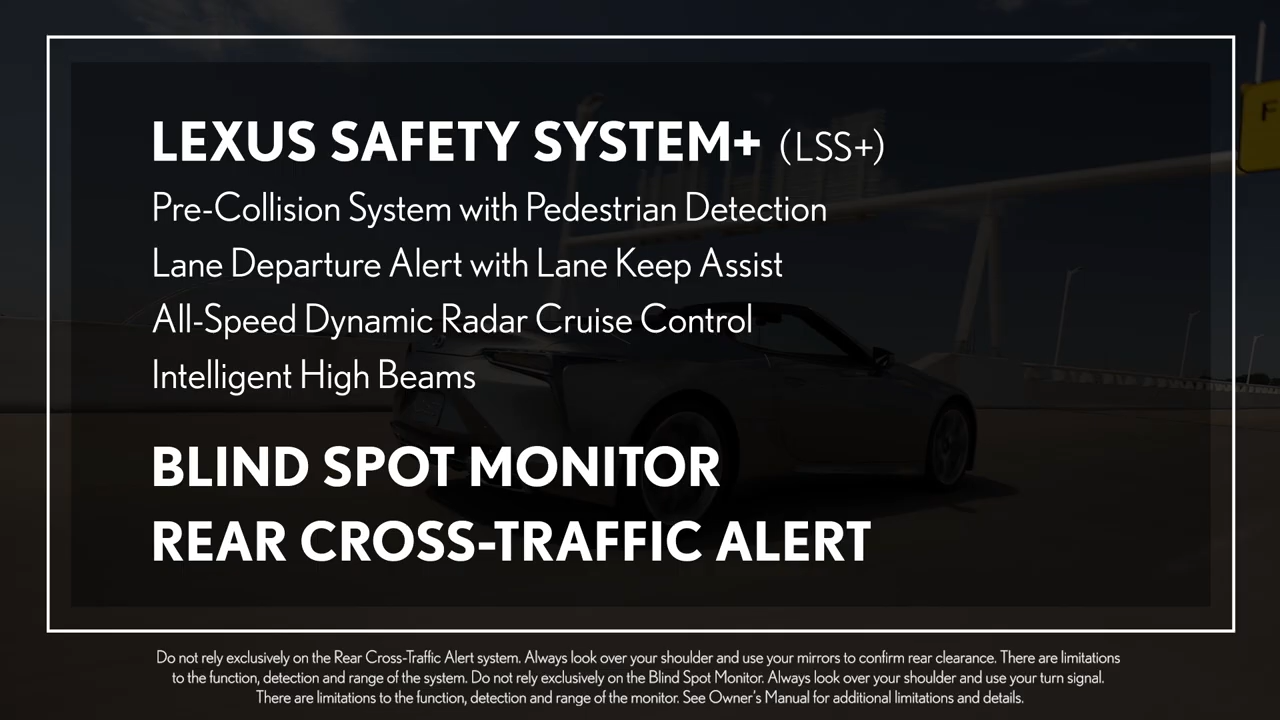 LEXUS SAFETY SYSTEM+ (LSS+)
Pre-Collision System with Pedestrian Detection
Lane Departure Alert with Lane Keep Assist
All-Speed Dynamic Radar Cruise Control
Intelligent High Beams
BLIND SPOT MONITOR
REAR CROSS-TRAFFIC ALERT
Do not rely exclusively on the Rear Cross-Traffic Alert system. Always look over your shoulder and use your mirrors to confirm rear clearance. There are limitations
to the function, detection and range of the system. Do not rely exclusively on the Blind Spot Monitor. Always look over your shoulder and use your turn signal.
There are limitations to the function, detection and range of the monitor. See Owner's Manual for additional limitations and details.